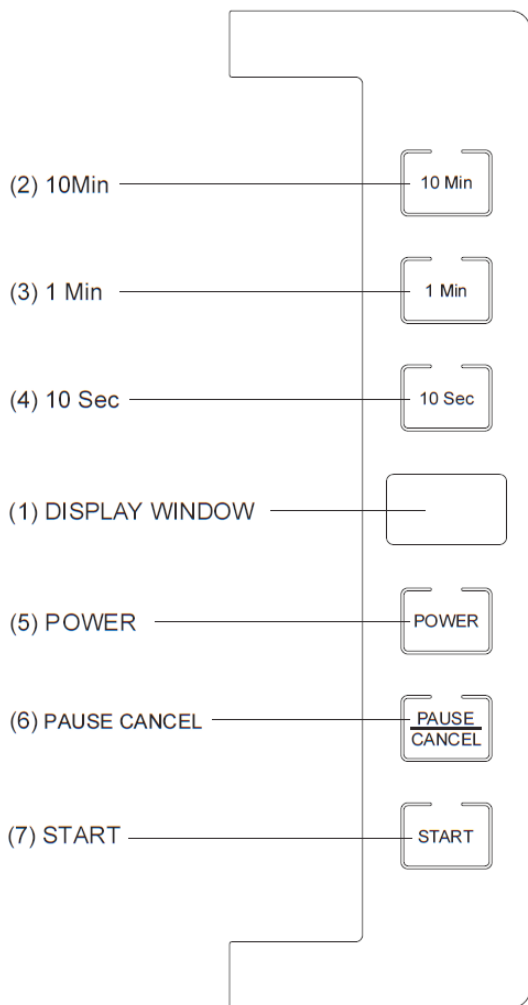 (2) 10Min
10 Min
(3) 1 Min
1 Min
(4) 10 Sec
10 Sec
(1) DISPLAY WINDOW
(5) POWER
POWER
(6) PAUSE CANCEL
PAUSE
CANCEL
(7) START
START